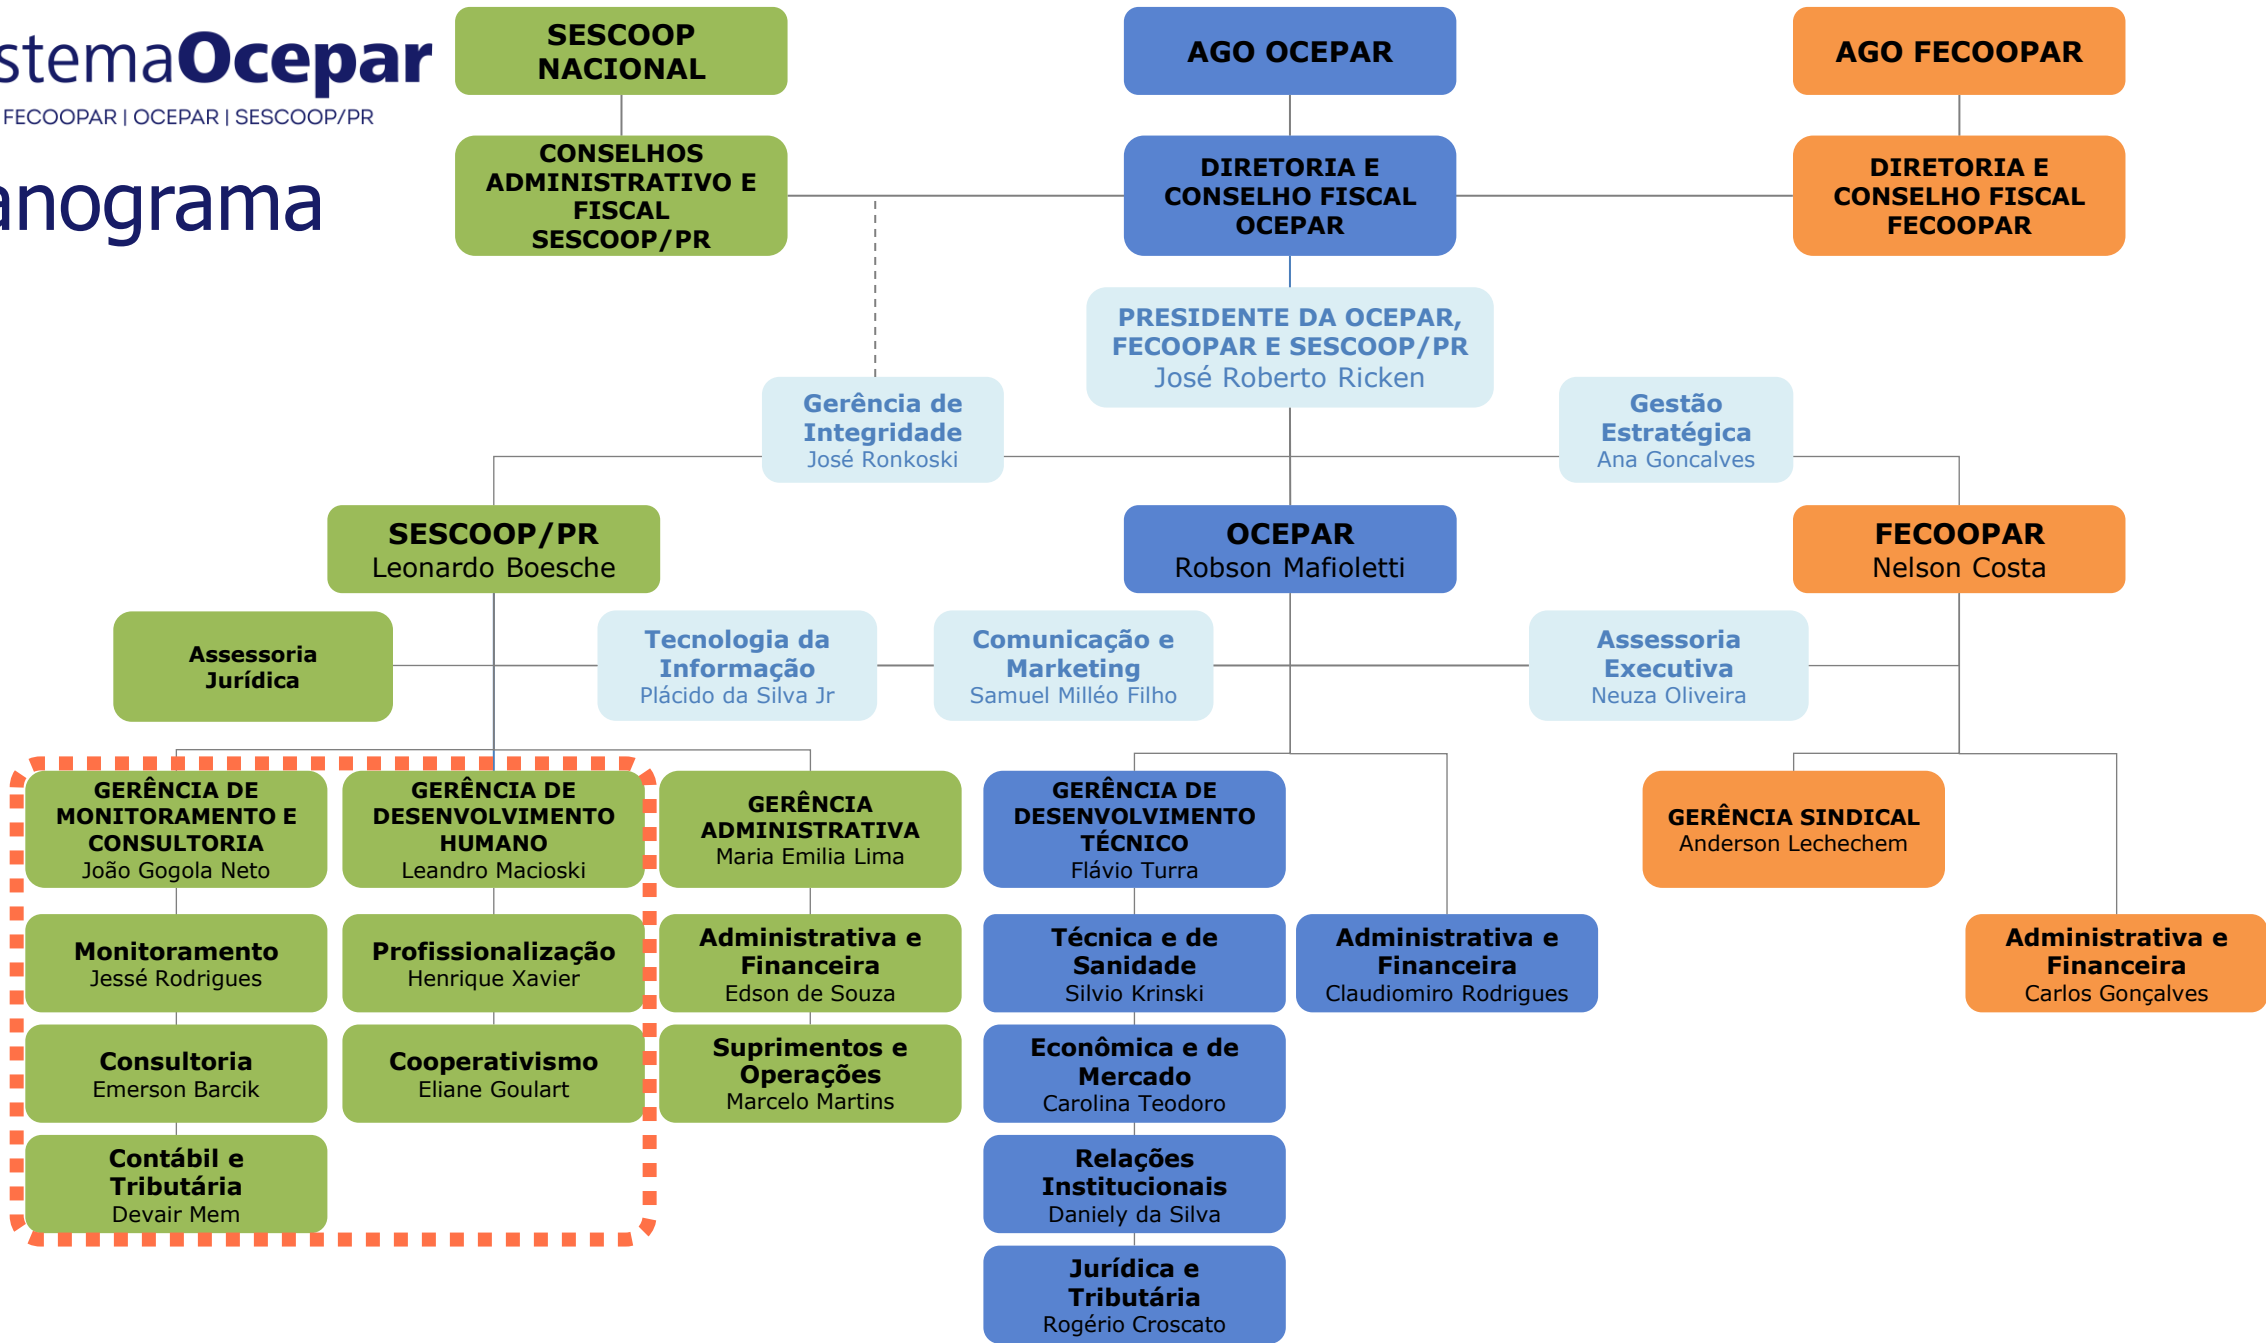 stemaOcepar
FECOOPAR | OCEPAR | SESCOOP/PR
anograma
SESCOOP
NACIONAL
AGO OCEPAR
AGO FECOOPAR
CONSELHOS
ADMINISTRATIVO E
FISCAL
SESCOOP/PR
DIRETORIA E
CONSELHO FISCAL
OCEPAR
DIRETORIA E
CONSELHO FISCAL
FECOOPAR
PRESIDENTE DA OCEPAR,
FECOOPAR E SESCOOP/PR
José Roberto Ricken
Gerência de
Integridade
José Ronkoski
Gestão
Estratégica
Ana Goncalves
SESCOOP/PR
Leonardo Boesche
OCEPAR
Robson Mafioletti
FECOOPAR
Nelson Costa
Assessoria
Jurídica
Tecnologia da
Informação
Plácido da Silva Jr
Comunicação e
Marketing
Samuel Milléo Filho
Assessoria
Executiva
Neuza Oliveira
GERÊNCIA DE
MONITORAMENTO E
CONSULTORIA
João Gogola Neto
GERÊNCIA DE
DESENVOLVIMENTO
HUMANO
Leandro Macioski
GERÊNCIA
ADMINISTRATIVA
Maria Emilia Lima
GERÊNCIA DE
DESENVOLVIMENTO
TÉCNICO
Flávio Turra
GERÊNCIA SINDICAL
Anderson Lechechem
Monitoramento
Jessé Rodrigues
Profissionalização
Henrique Xavier
Administrativa e
Financeira
Edson de Souza
Técnica e de
Sanidade
Silvio Krinski
Administrativa e
Financeira
Claudiomiro Rodrigues
Administrativa e
Financeira
Carlos Gonçalves
Consultoria
Emerson Barcik
Cooperativismo
Eliane Goulart
Suprimentos e
Operações
Marcelo Martins
Econômica e de
Mercado
Carolina Teodoro
Contábil e
Tributária
Devair Mem
Relações
Institucionais
Daniely da Silva
Jurídica e
Tributária
Rogério Croscato